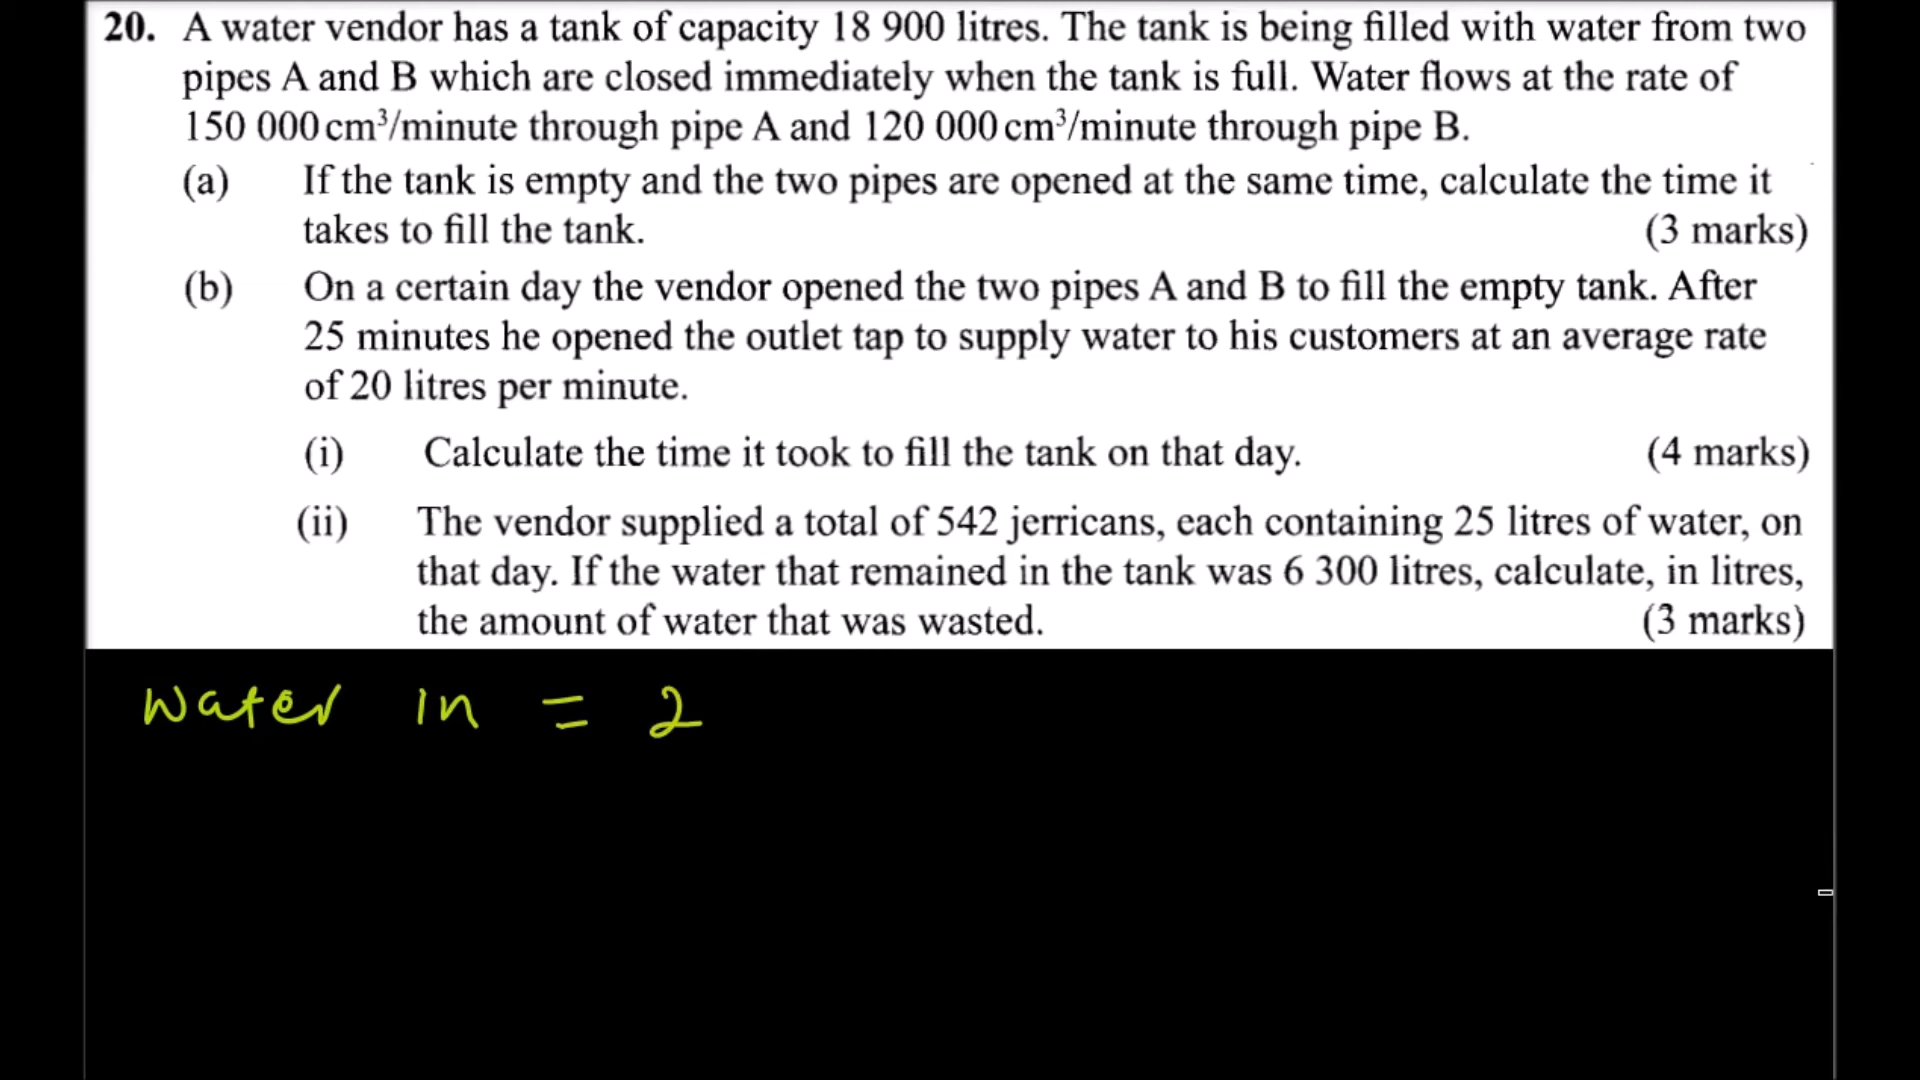 20. A water vendor has a tank of capacity 18 900 litres. The tank is being filled with water from two
pipes A and B which are closed immediately when the tank is full. Water flows at the rate of
150 000 cm³/minute through pipe A and 120 000 cm³/minute through pipe B.
(a) If the tank is empty and the two pipes are opened at the same time, calculate the time it
takes to fill the tank. (3 marks)
(b) On a certain day the vendor opened the two pipes A and B to fill the empty tank. After
25 minutes he opened the outlet tap to supply water to his customers at an average rate
of 20 litres per minute.
(i) Calculate the time it took to fill the tank on that day. (4 marks)
(ii) The vendor supplied a total of 542 jerricans, each containing 25 litres of water, on
that day. If the water that remained in the tank was 6 300 litres, calculate, in litres,
the amount of water that was wasted. (3 marks)
Water in = 2